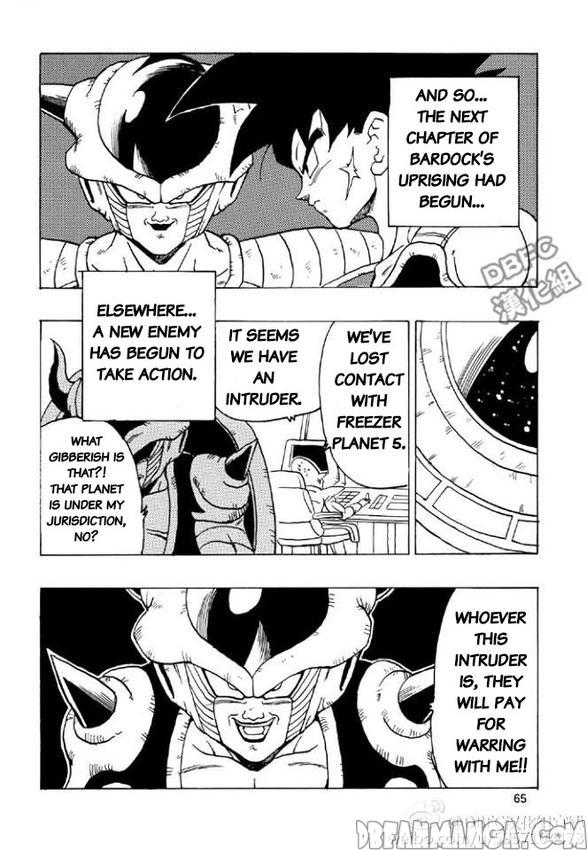 AND SO...
THE NEXT
CHAPTER OF
BARDOCK'S
UPRISING HAD
BEGUN...
DBFC
漢化組
ELSEWHERE...
A NEW ENEMY
HAS BEGUN TO
TAKE ACTION.
WE'VE
LOST
CONTACT
WITH
FREEZER
PLANET 5.
IT SEEMS
WE HAVE
AN
INTRUDER.
WHAT
GIBBERISH IS
THAT?!
THAT PLANET
IS UNDER MY
JURISDICTION,
NO?
WHOEVER
THIS
INTRUDER
IS, THEY
WILL PAY
FOR
WARRING
WITH ME!!
65
DBFANMANGA.COM